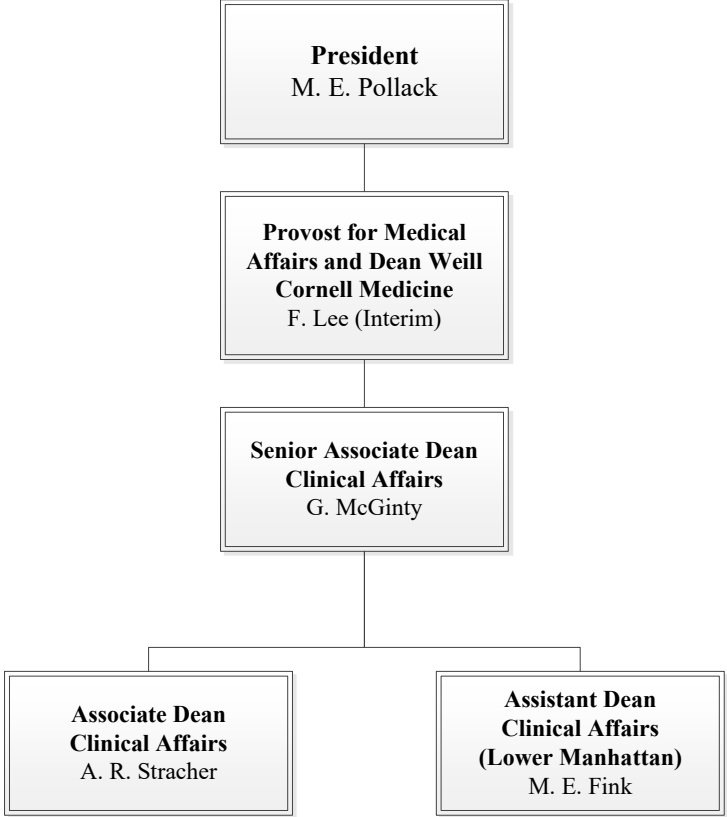 President
M. E. Pollack
Provost for Medical
Affairs and Dean Weill
Cornell Medicine
F. Lee (Interim)
Senior Associate Dean
Clinical Affairs
G. McGinty
Associate Dean
Clinical Affairs
A. R. Stracher
Assistant Dean
Clinical Affairs
(Lower Manhattan)
M. E. Fink